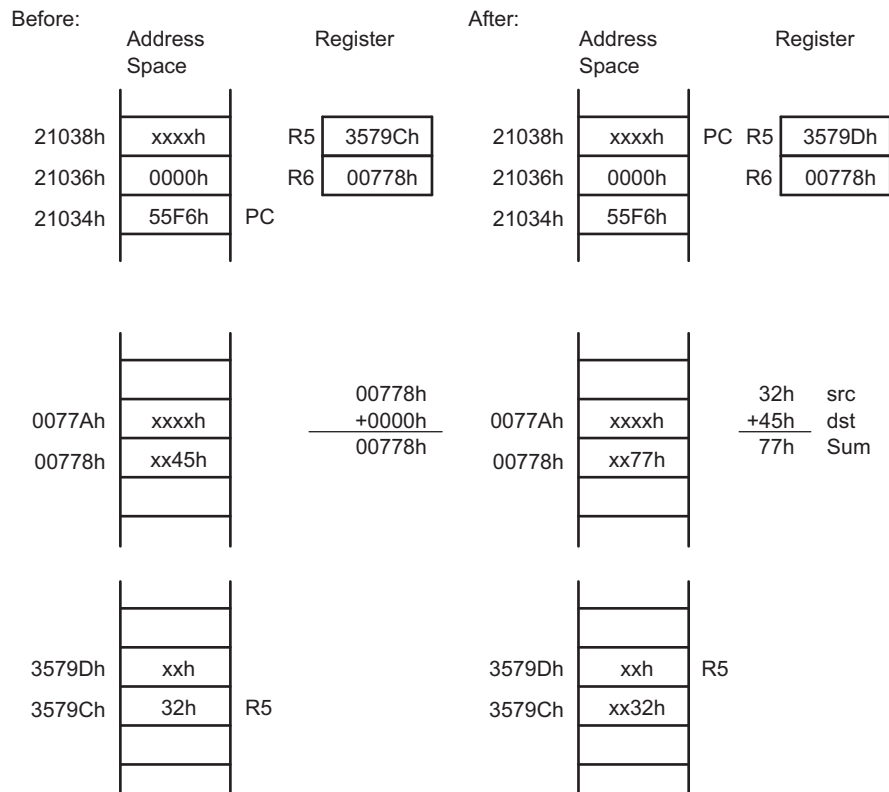 Before:
Address
Space
Register
21038h xxxxh R5 3579Ch
21036h 0000h R6 00778h
21034h 55F6h PC
After:
Address
Space
Register
21038h xxxxh PC R5 3579Dh
21036h 0000h R6 00778h
21034h 55F6h
00778h
0077Ah xxxxh +0000h
00778h xx45h 00778h
32h src
0077Ah xxxxh +45h dst
00778h xx77h 77h Sum
3579Dh xxh
3579Ch 32h R5
3579Dh xxh R5
3579Ch xx32h